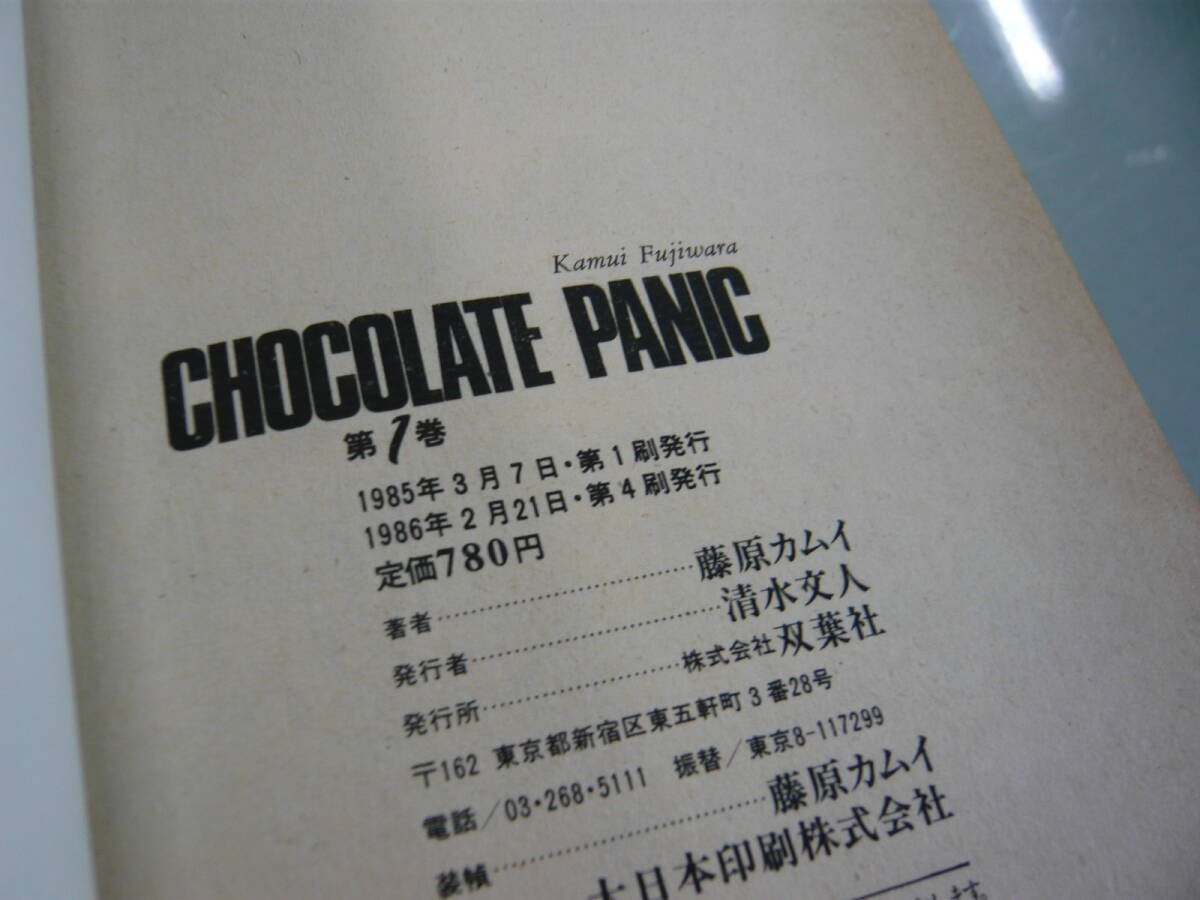 Kamui Fujiwara
CHOCOLATE PANIC
第1巻
1985年3月7日・第1刷発行
1986年2月21日・第4刷発行
定価780円
著者……………………藤原カムイ
発行者……………………清水文人
発行所………………株式会社双葉社
〒162 東京都新宿区東五軒町3番28号
電話/03・268・5111 振替/東京8-117299
装幀……………………藤原カムイ
大日本印刷株式会社
ます。